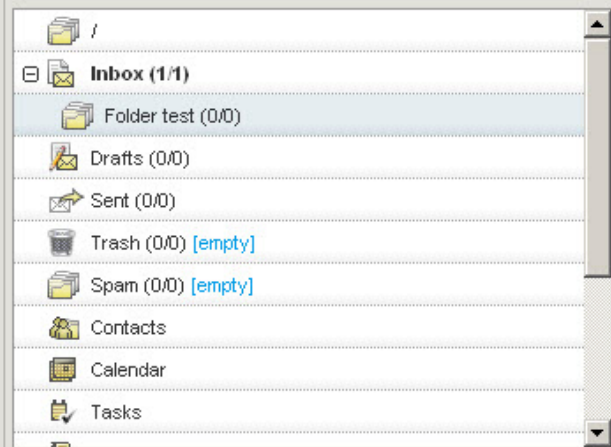 /
Inbox (1/1)
Folder test (0/0)
Drafts (0/0)
Sent (0/0)
Trash (0/0) [empty]
Spam (0/0) [empty]
Contacts
Calendar
Tasks